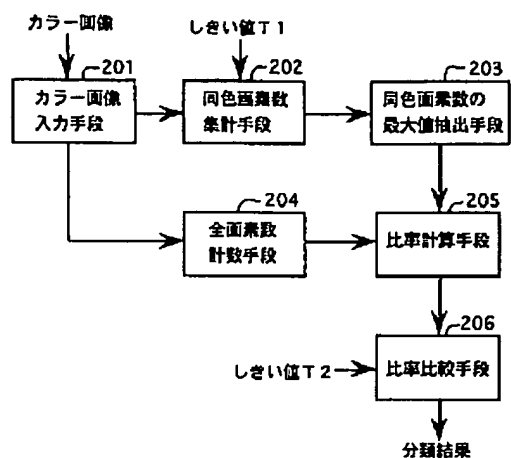 カラー画像
しきい値T1
201
202
203
カラー画像
入力手段
同色画素数
集計手段
同色画素数の
最大値抽出手段
204
205
全画素数
計数手段
比率計算手段
206
しきい値T2
比率比較手段
分類結果